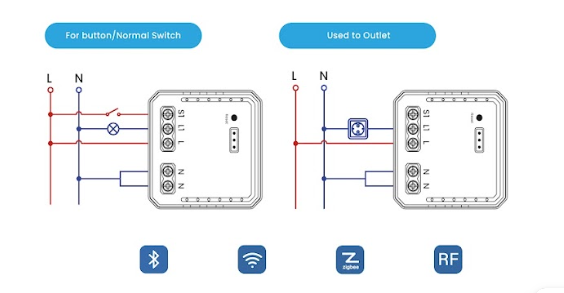 For button/Normal Switch
Used to Outlet
L N
L N
S1
L1
L
N
N
S1
L1
L
N
N
zigbee
RF